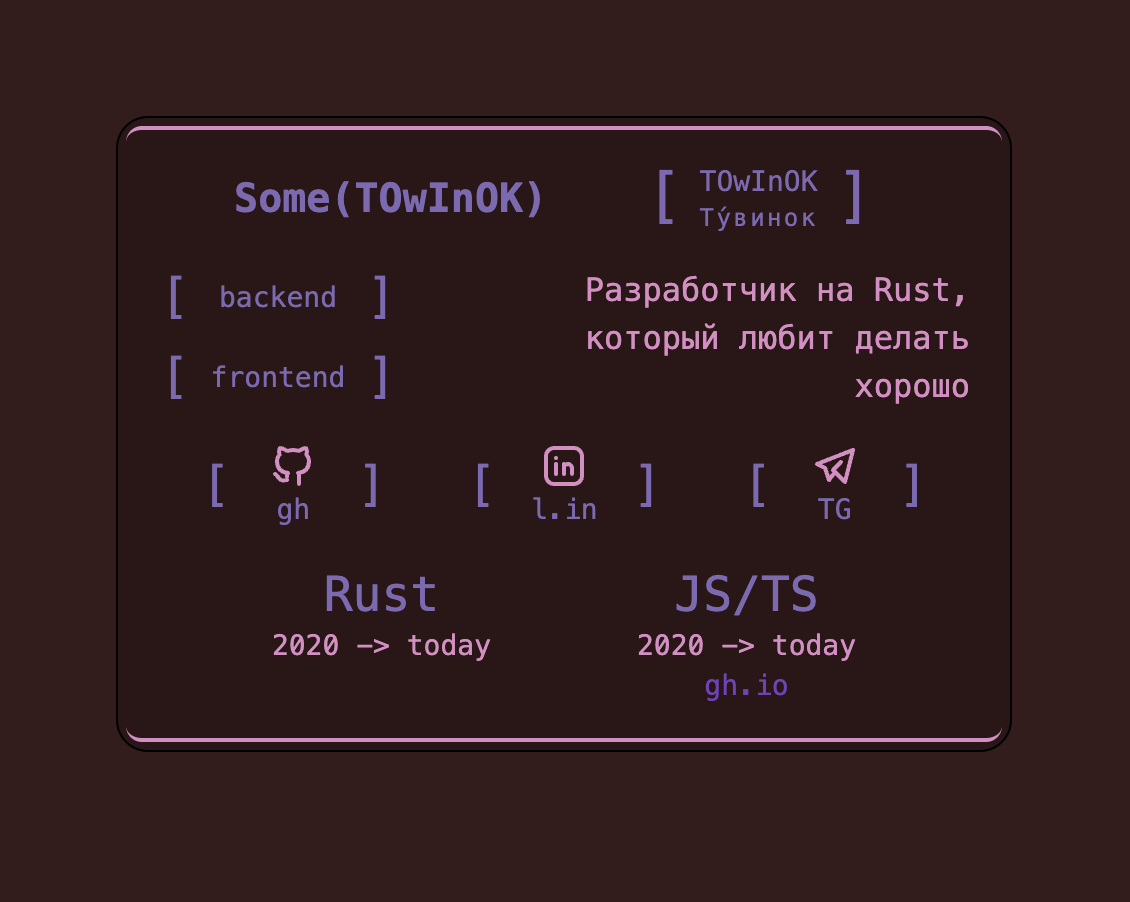 Some(TOwInOK)
[ TOwInOK ]
Ту́винок
[ backend ]
[ frontend ]
Разработчик на Rust,
который любит делать
хорошо
[ gh ]
[ l.in ]
[ TG ]
Rust
2020 -> today
JS/TS
2020 -> today
gh.io